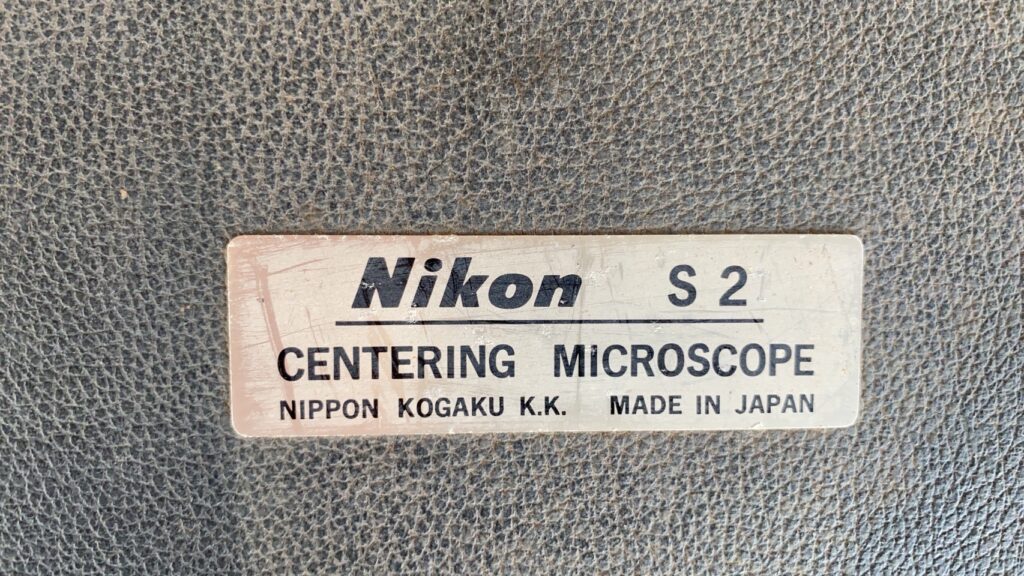 Nikon S 2
CENTERING MICROSCOPE
NIPPON KOGAKU K.K. MADE IN JAPAN